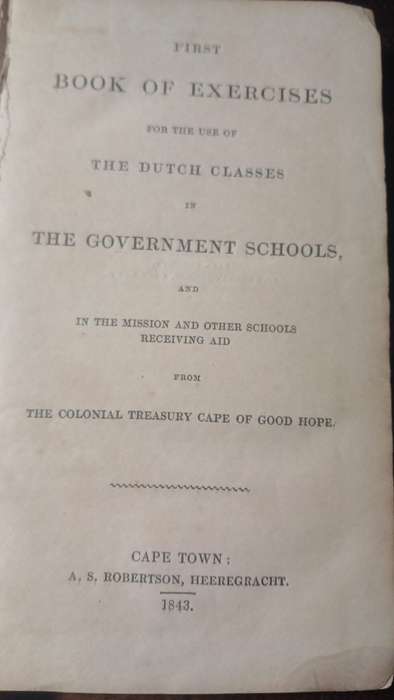 FIRST
BOOK OF EXERCISES
FOR THE USE OF
THE DUTCH CLASSES
IN
THE GOVERNMENT SCHOOLS,
AND
IN THE MISSION AND OTHER SCHOOLS
RECEIVING AID
FROM
THE COLONIAL TREASURY CAPE OF GOOD HOPE.
CAPE TOWN:
A. S. ROBERTSON, HEEREGRACHT.
1843.